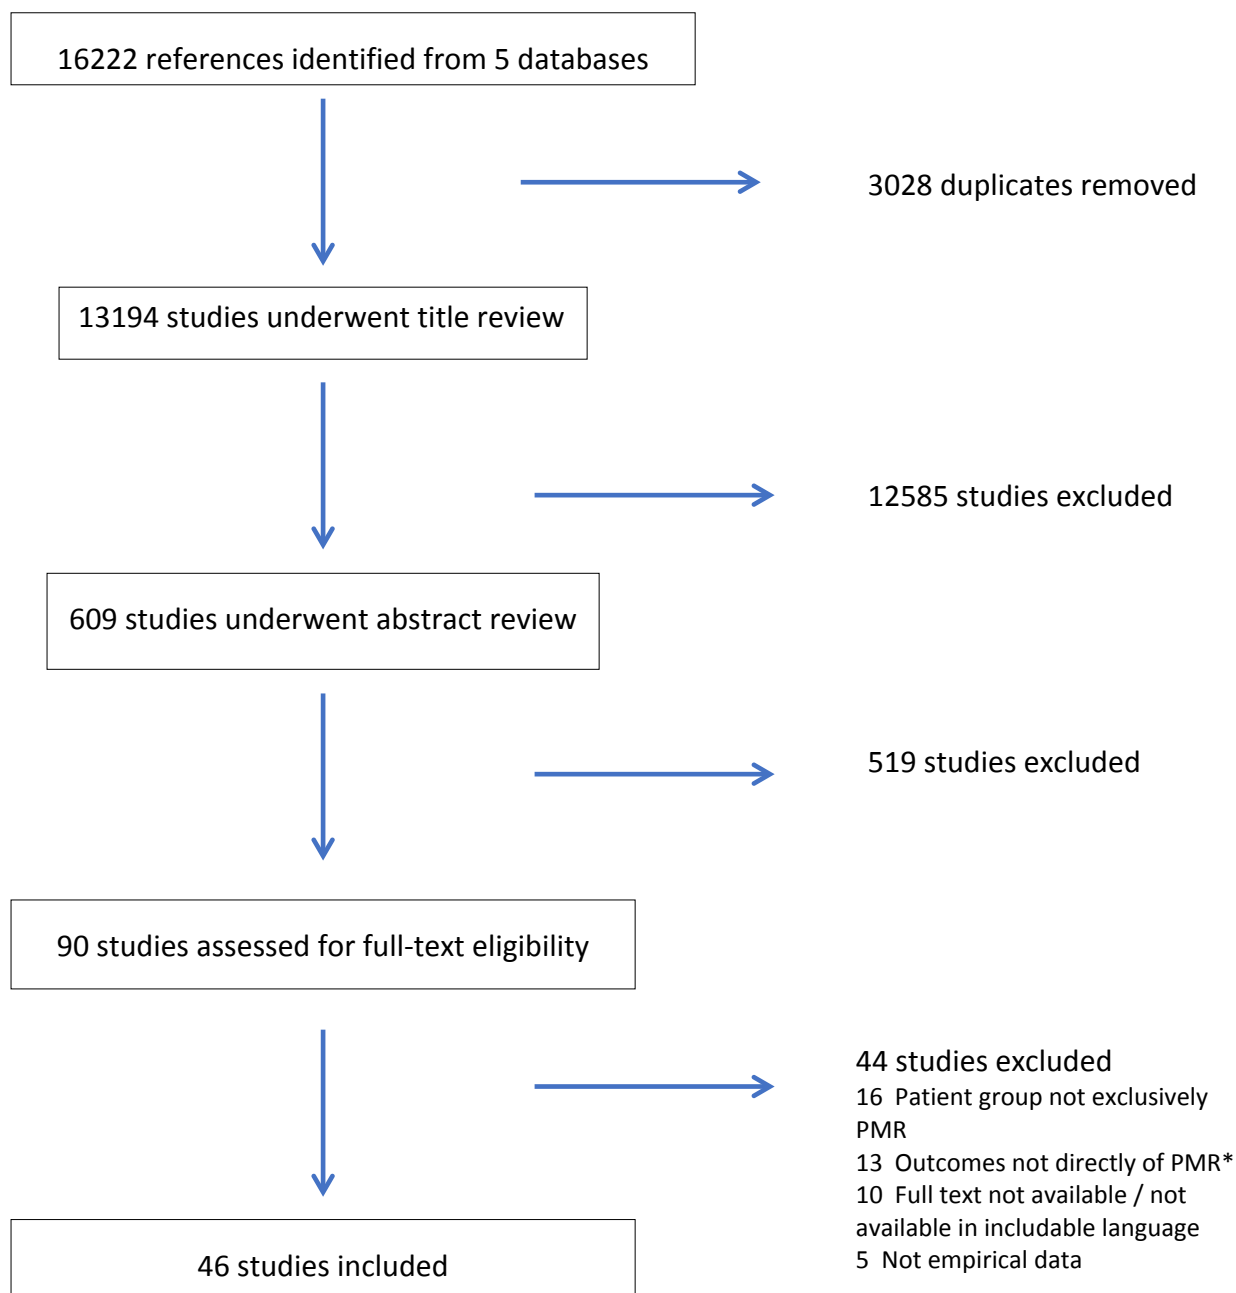 16222 references identified from 5 databases
3028 duplicates removed
13194 studies underwent title review
12585 studies excluded
609 studies underwent abstract review
519 studies excluded
90 studies assessed for full-text eligibility
44 studies excluded
16 Patient group not exclusively
PMR
13 Outcomes not directly of PMR*
10 Full text not available / not
available in includable language
5 Not empirical data
46 studies included